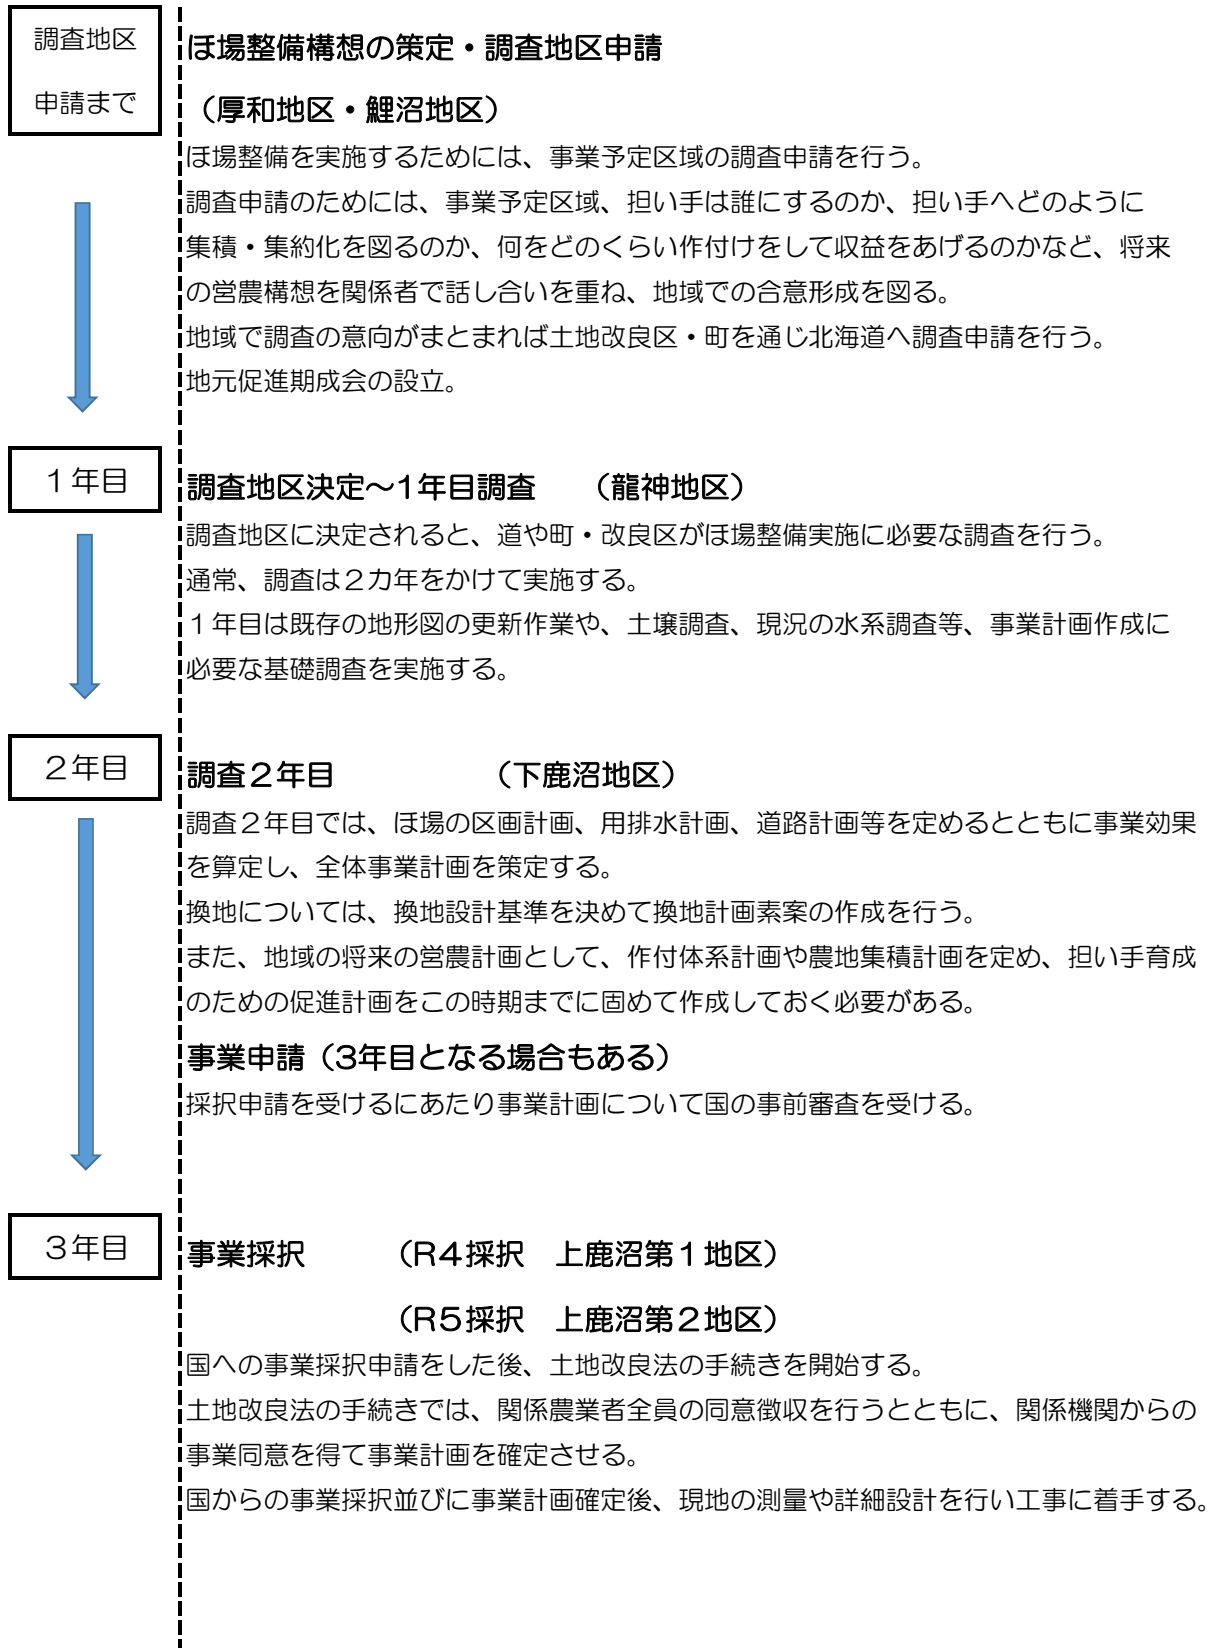 調査地区
申請まで
ほ場整備構想の策定・調査地区申請
（厚和地区・鯉沼地区）
ほ場整備を実施するためには、事業予定区域の調査申請を行う。
調査申請のためには、事業予定区域、担い手は誰にするのか、担い手へどのように
集積・集約化を図るのか、何をどのくらい作付けをして収益をあげるのかなど、将来
の営農構想を関係者で話し合いを重ね、地域での合意形成を図る。
地域で調査の意向がまとまれば土地改良区・町を通じ北海道へ調査申請を行う。
地元促進期成会の設立。
１年目
調査地区決定～1年目調査　（龍神地区）
調査地区に決定されると、道や町・改良区がほ場整備実施に必要な調査を行う。
通常、調査は２カ年をかけて実施する。
１年目は既存の地形図の更新作業や、土壌調査、現況の水系調査等、事業計画作成に
必要な基礎調査を実施する。
２年目
調査２年目　（下鹿沼地区）
調査２年目では、ほ場の区画計画、用排水計画、道路計画等を定めるとともに事業効果
を算定し、全体事業計画を策定する。
換地については、換地設計基準を決めて換地計画素案の作成を行う。
また、地域の将来の営農計画として、作付体系計画や農地集積計画を定め、担い手育成
のための促進計画をこの時期までに固めて作成しておく必要がある。
事業申請（3年目となる場合もある）
採択申請を受けるにあたり事業計画について国の事前審査を受ける。
３年目
事業採択　（R４採択　上鹿沼第１地区）
（R５採択　上鹿沼第２地区）
国への事業採択申請をした後、土地改良法の手続きを開始する。
土地改良法の手続きでは、関係農業者全員の同意徴収を行うとともに、関係機関からの
事業同意を得て事業計画を確定させる。
国からの事業採択並びに事業計画確定後、現地の測量や詳細設計を行い工事に着手する。